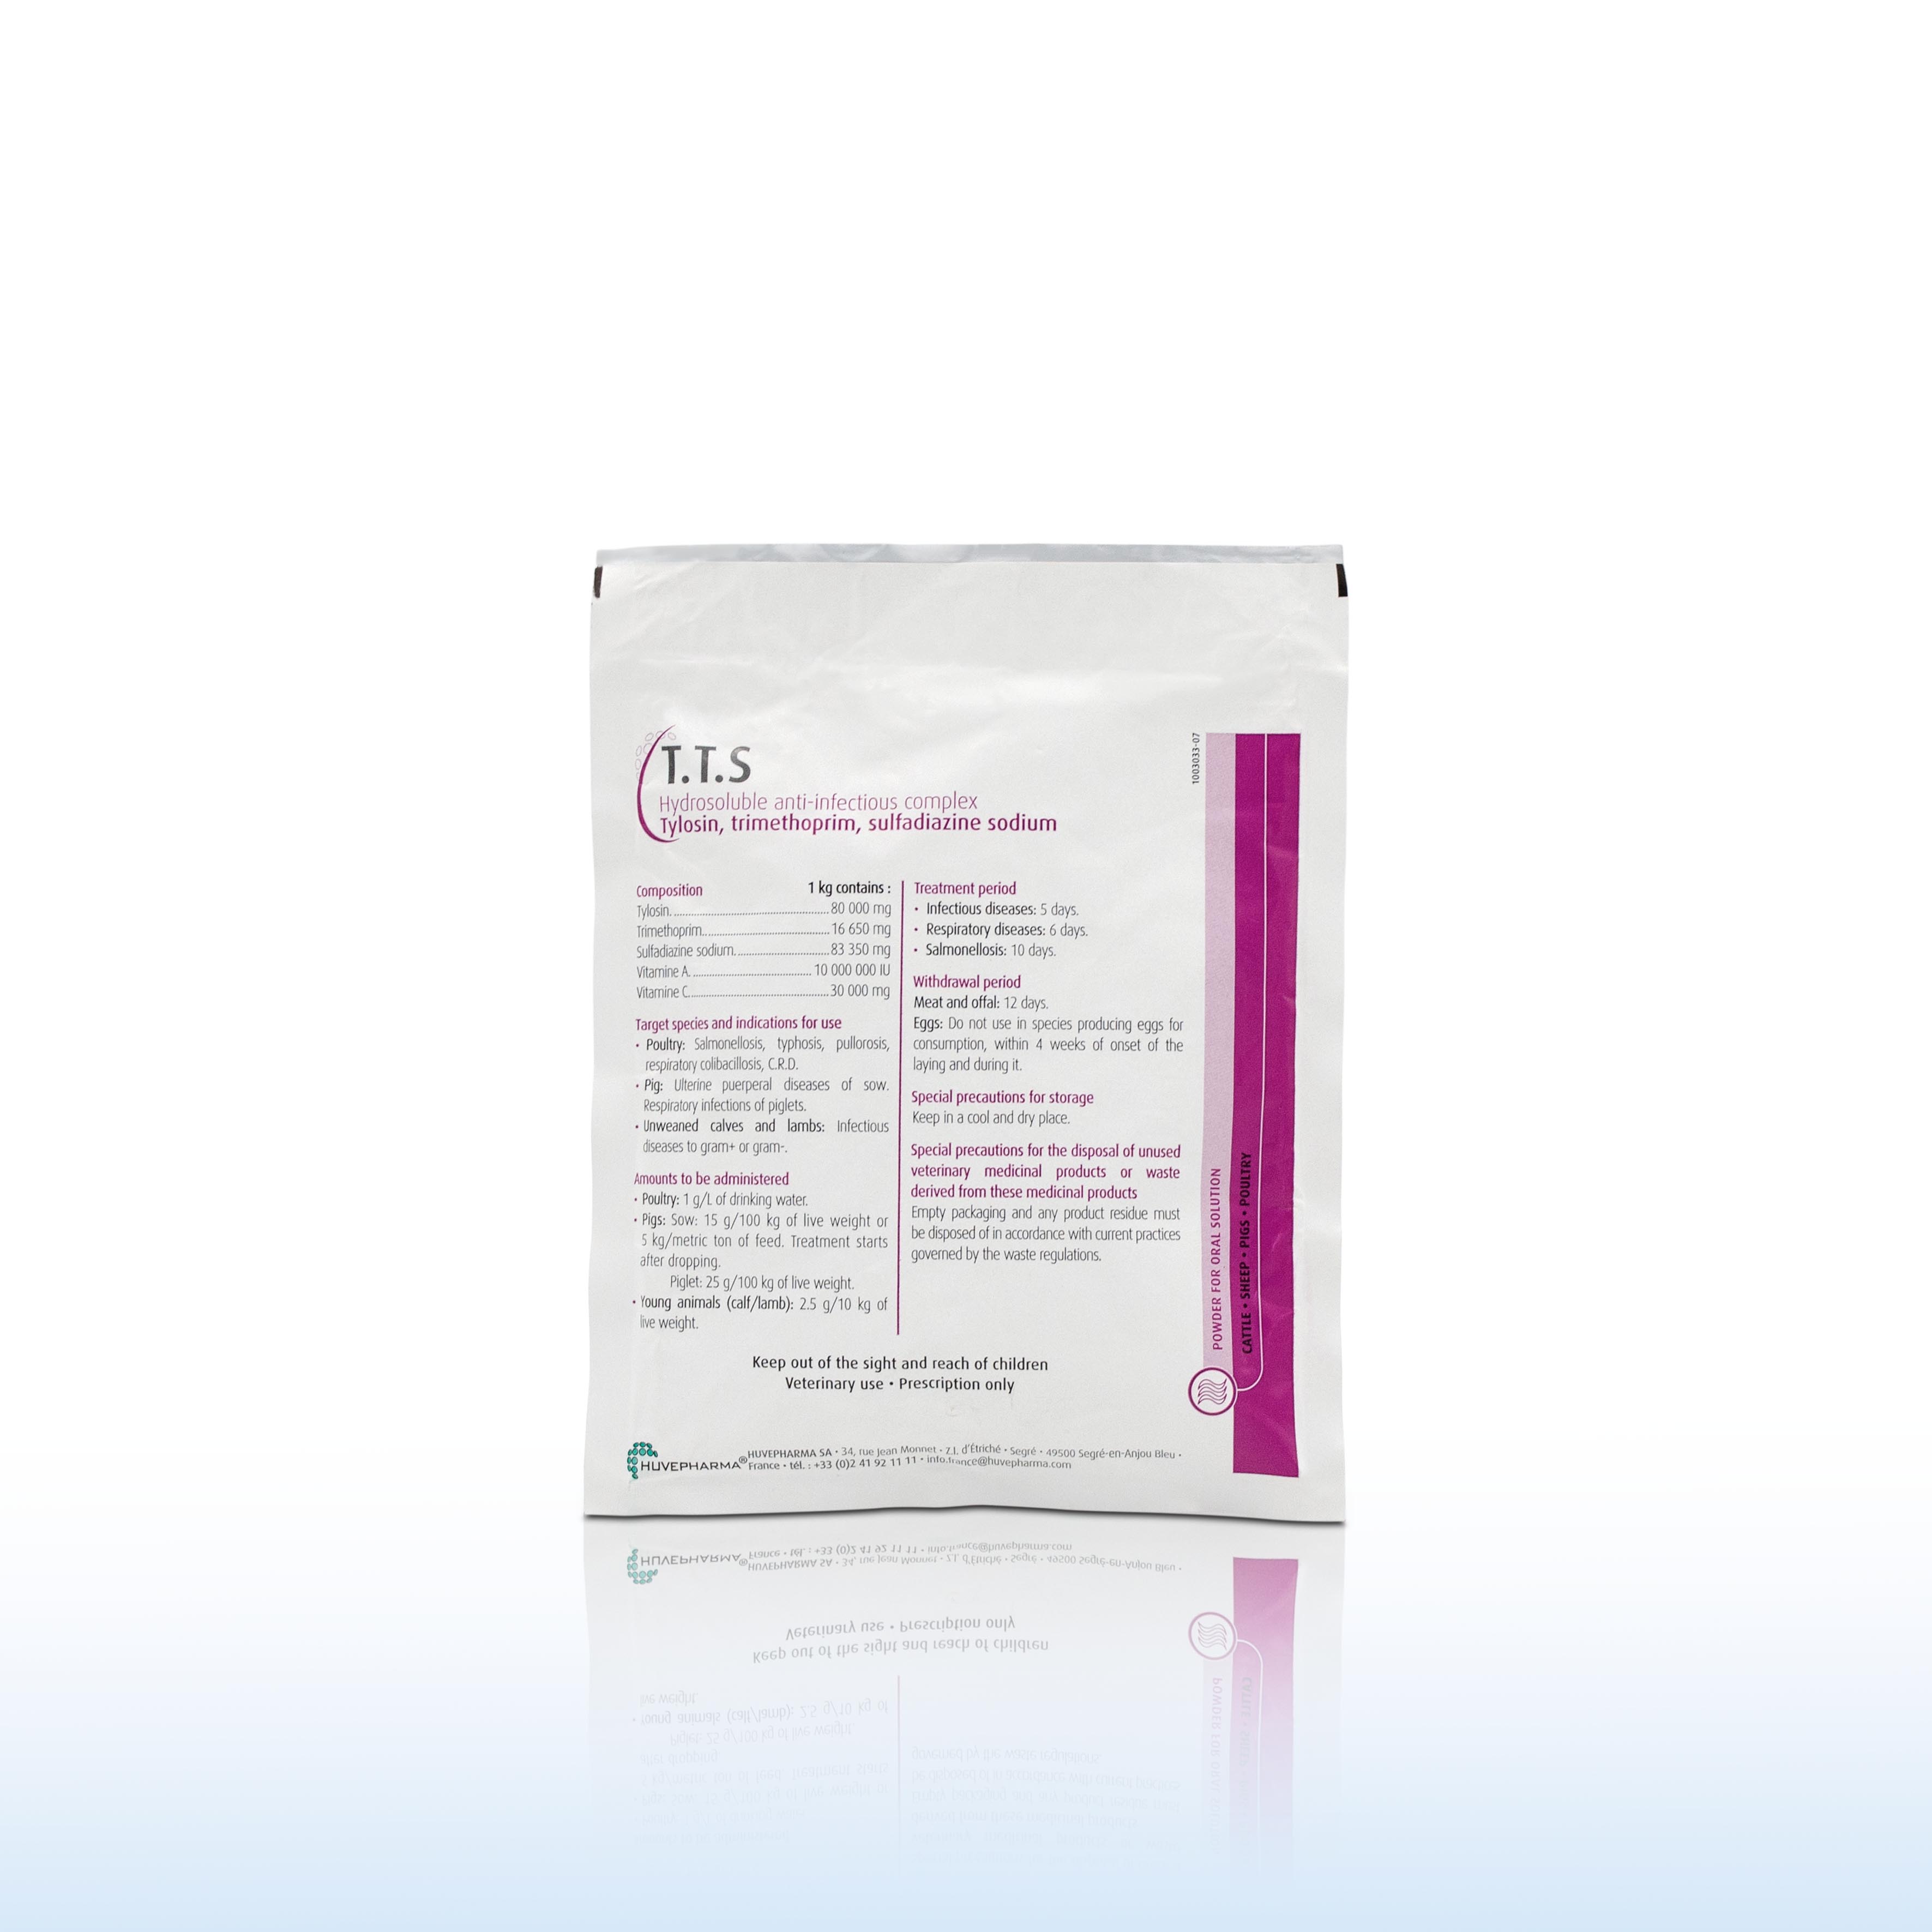 T.T.S
Hydrosoluble anti-infectious complex
Tylosin, trimethoprim, sulfadiazine sodium
Composition 1 kg contains :
Tylosin................................................80 000 mg
Trimethoprim.......................................16 650 mg
Sulfadiazine sodium............................83 350 mg
Vitamine A.....................................10 000 000 IU
Vitamine C...........................................30 000 mg
Target species and indications for use
• Poultry: Salmonellosis, typhosis, pullorosis,
respiratory colibacillosis, C.R.D.
• Pig: Ulterine puerperal diseases of sow.
Respiratory infections of piglets.
• Unweaned calves and lambs: Infectious
diseases to gram+ or gram-.
Amounts to be administered
• Poultry: 1 g/L of drinking water.
• Pigs: Sow: 15 g/100 kg of live weight or
5 kg/metric ton of feed. Treatment starts
after dropping.
Piglet: 25 g/100 kg of live weight.
• Young animals (calf/lamb): 2.5 g/10 kg of
live weight.
Treatment period
• Infectious diseases: 5 days.
• Respiratory diseases: 6 days.
• Salmonellosis: 10 days.
Withdrawal period
Meat and offal: 12 days.
Eggs: Do not use in species producing eggs for
consumption, within 4 weeks of onset of the
laying and during it.
Special precautions for storage
Keep in a cool and dry place.
Special precautions for the disposal of unused
veterinary medicinal products or waste
derived from these medicinal products
Empty packaging and any product residue must
be disposed of in accordance with current practices
governed by the waste regulations.
Keep out of the sight and reach of children
Veterinary use • Prescription only
HUVEPHARMA®
HUVEPHARMA SA • 34, rue Jean Monnet • Z.I. d'Étriché • Segré • 49500 Segré-en-Anjou Bleu •
France • tél. : +33 (0)2 41 92 11 11 • info.france@huvepharma.com
1003033-07
POWDER FOR ORAL SOLUTION
CATTLE • SHEEP • PIGS • POULTRY